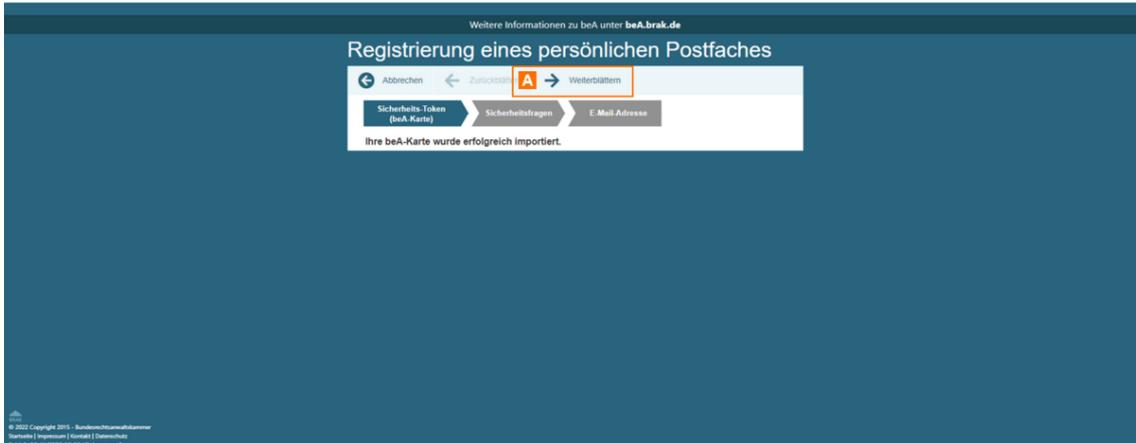 Weitere Informationen zu beA unter beA.brak.de
Registrierung eines persönlichen Postfaches
Abbrechen
A Weiterblättern
Sicherheits-Token
(beA-Karte)
Sicherheitsfragen
E-Mail-Adresse
Ihre beA-Karte wurde erfolgreich importiert.
BRAK
© 2022 Copyright 2015 - Bundesrechtsanwaltskammer
Startseite | Impressum | Kontakt | Datenschutz